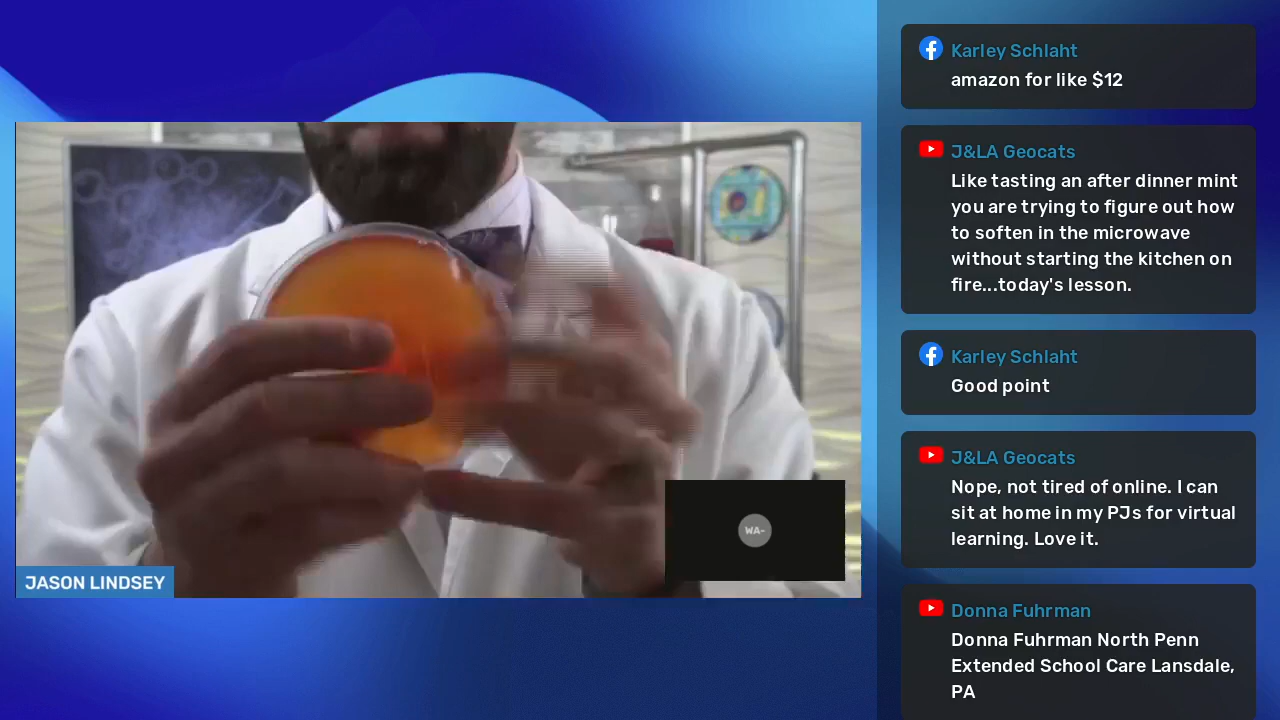 Karley Schlaht
amazon for like $12
J&LA Geocats
Like tasting an after dinner mint
you are trying to figure out how
to soften in the microwave
without starting the kitchen on
fire...today's lesson.
Karley Schlaht
Good point
J&LA Geocats
Nope, not tired of online. I can
sit at home in my PJs for virtual
learning. Love it.
Donna Fuhrman
Donna Fuhrman North Penn
Extended School Care Lansdale,
PA
WA-
JASON LINDSEY